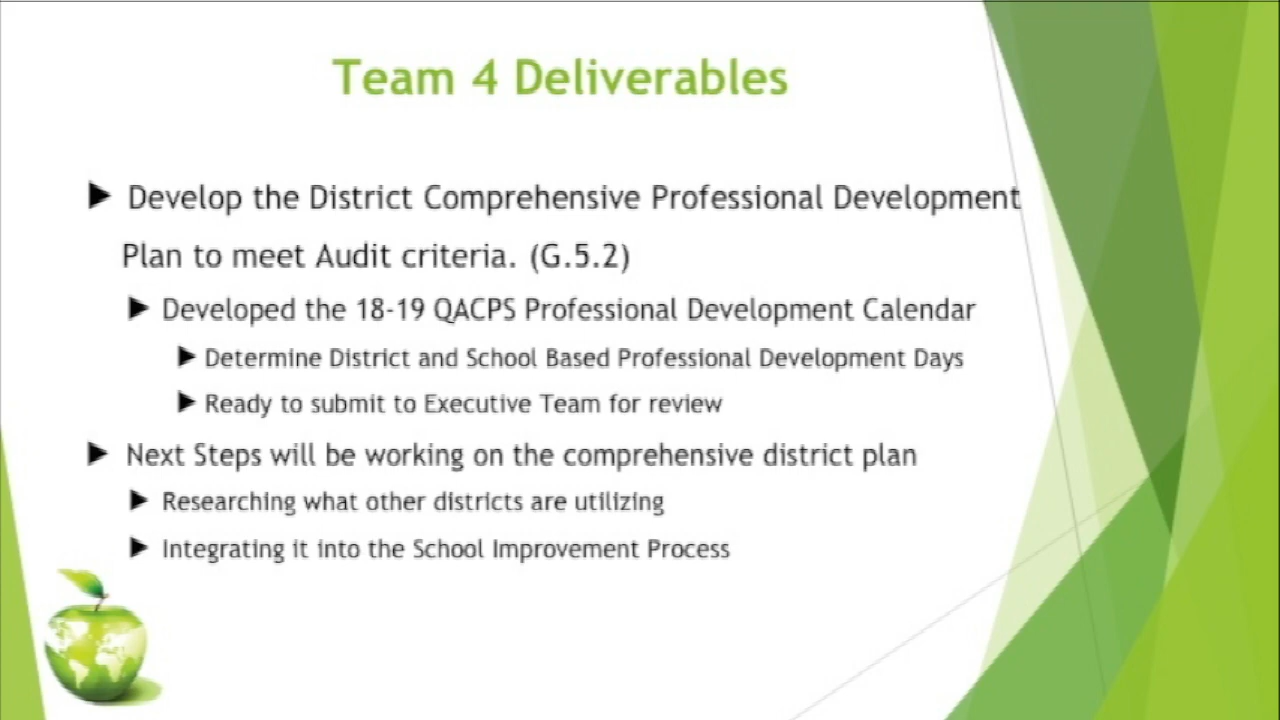 Team 4 Deliverables
Develop the District Comprehensive Professional Development
Plan to meet Audit criteria. (G.5.2)
Developed the 18-19 QACPS Professional Development Calendar
Determine District and School Based Professional Development Days
Ready to submit to Executive Team for review
Next Steps will be working on the comprehensive district plan
Researching what other districts are utilizing
Integrating it into the School Improvement Process